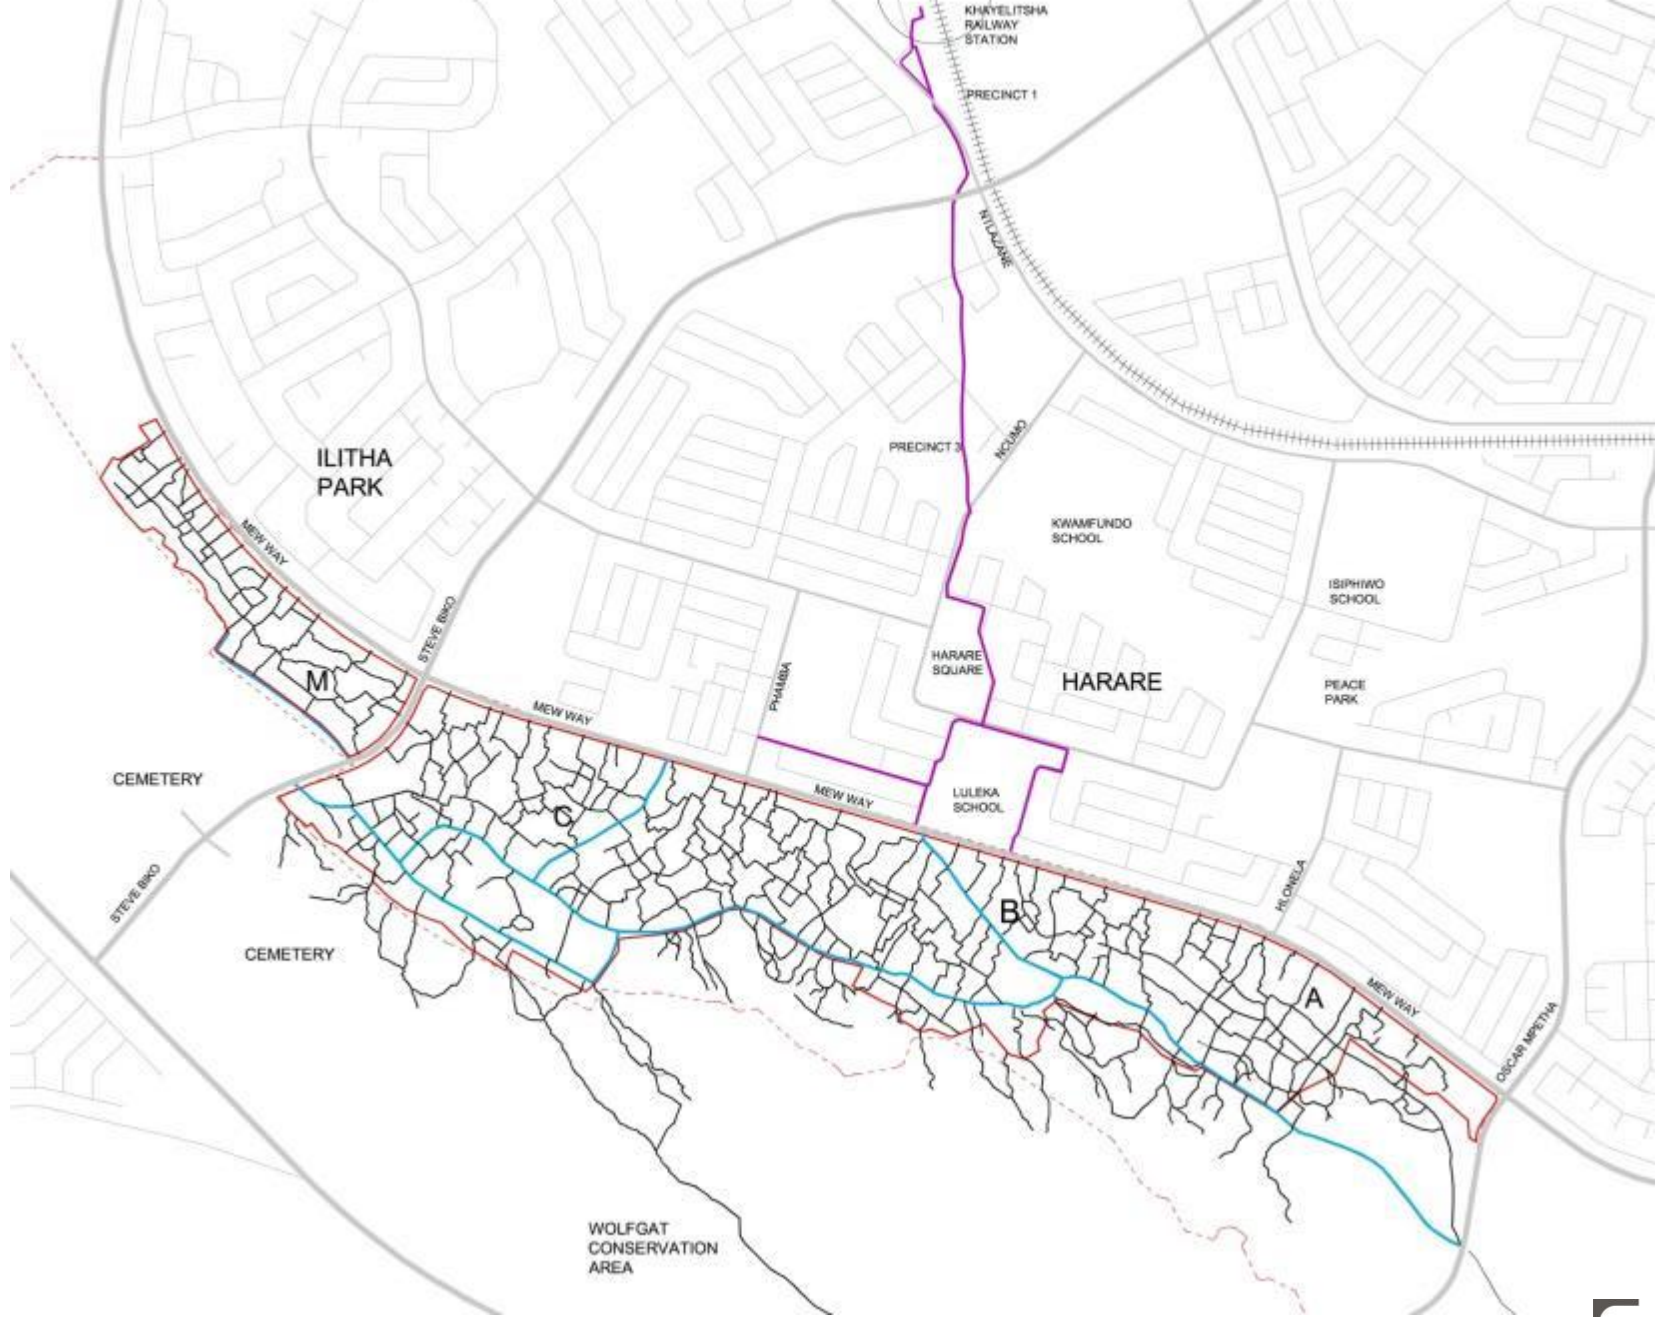 KHAYELITSHA
RAILWAY
STATION
PRECINCT 1
NTLAZANE
PRECINCT 3
NCUMO
ILITHA
PARK
KWAMFUNDO
SCHOOL
MEW WAY
ISIPHIWO
SCHOOL
STEVE BIKO
HARARE
SQUARE
HARARE
PHAMBA
M
PEACE
PARK
MEW WAY
CEMETERY
MEW WAY
LULEKA
SCHOOL
C
STEVE BIKO
HLONELA
B
CEMETERY
A
MEW WAY
OSCAR MPETHA
WOLFGAT
CONSERVATION
AREA